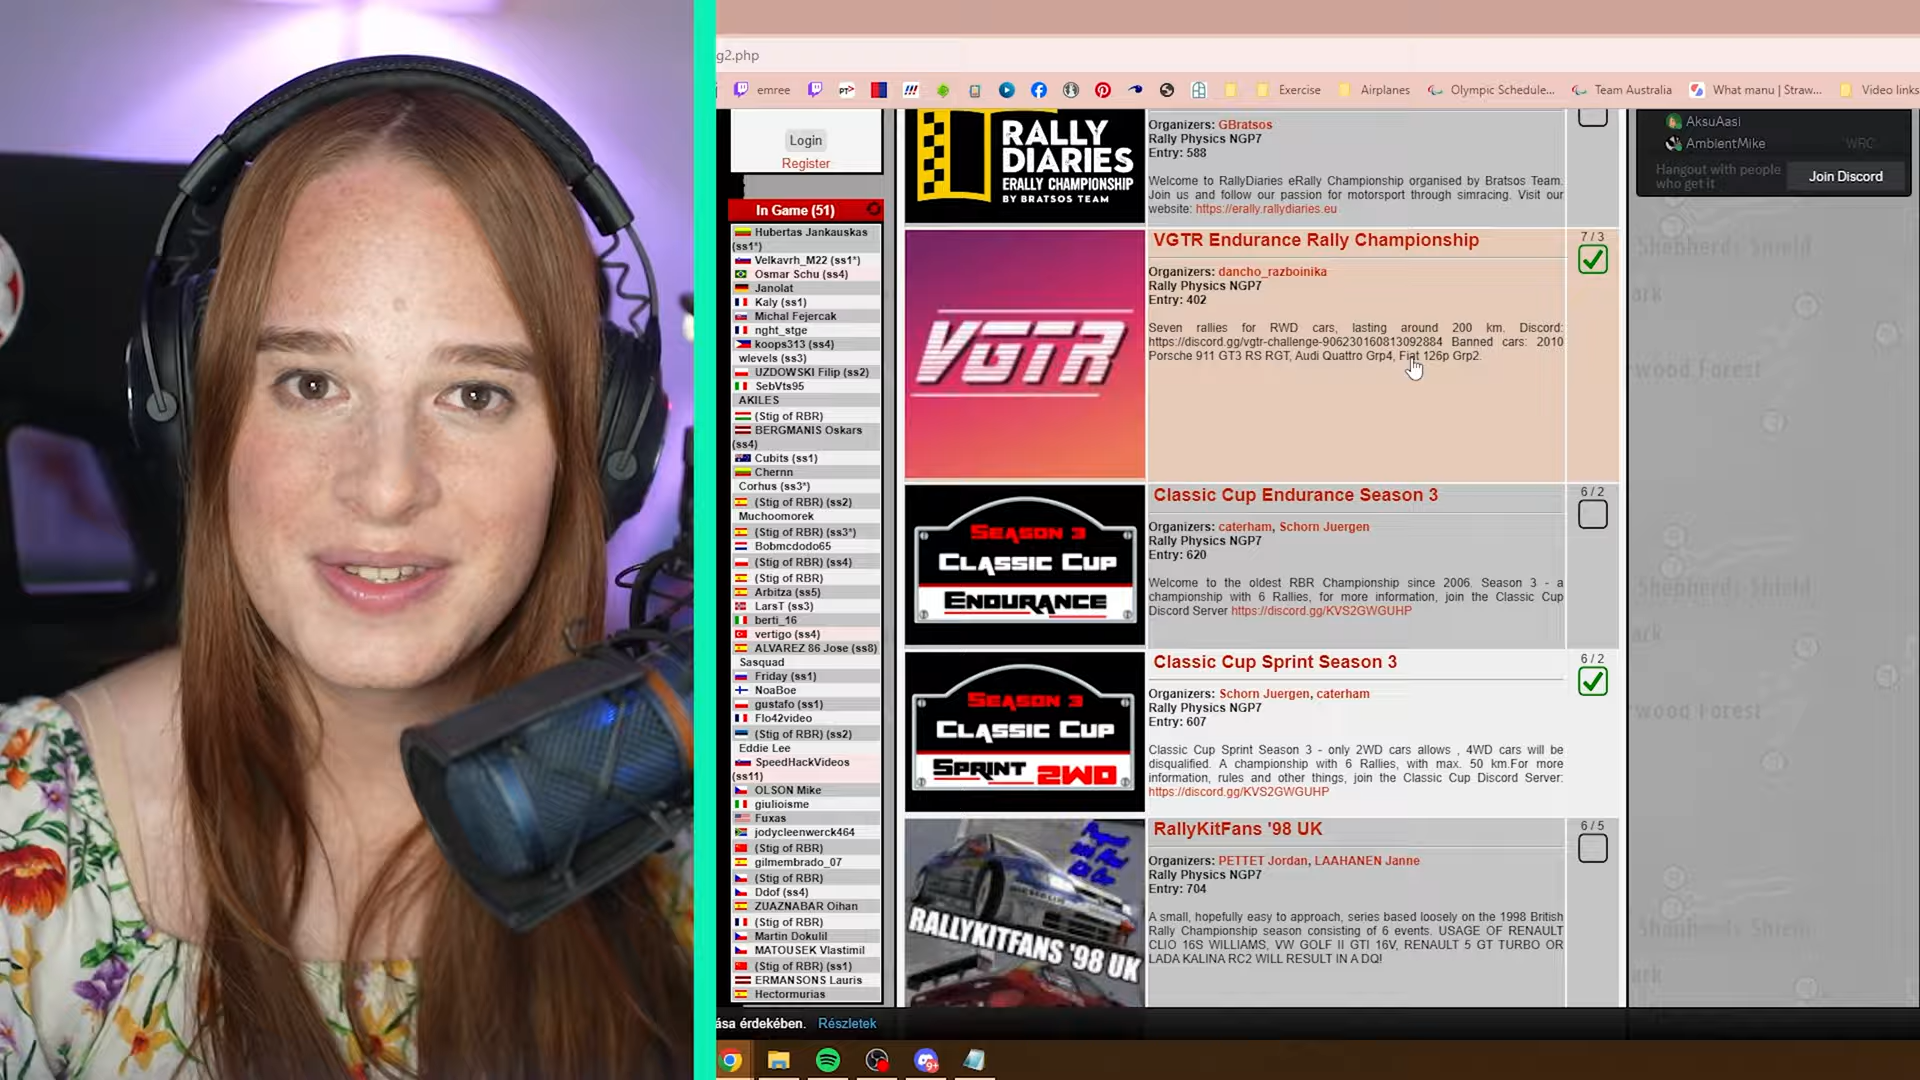 g2.php
emree
PT>
Exercise
Airplanes
Olympic Schedule...
Team Australia
What manu | Straw...
Video links
Login
Register
In Game (51)
Hubertas Jankauskas
(ss1*)
Velkavrh_M22 (ss1*)
Osmar Schu (ss4)
Janolat
Kaly (ss1)
Michal Fejercak
nght_stge
koops313 (ss4)
wlevels (ss3)
UZDOWSKI Filip (ss2)
SebVts95
AKILES
(Stig of RBR)
BERGMANIS Oskars
(ss4)
Cubits (ss1)
Chernn
Corhus (ss3*)
(Stig of RBR) (ss2)
Muchoomorek
(Stig of RBR) (ss3*)
Bobmcdodo65
(Stig of RBR) (ss4)
(Stig of RBR)
Arbitza (ss5)
LarsT (ss3)
berti_16
vertigo (ss4)
ALVAREZ 86 Jose (ss8)
Sasquad
Friday (ss1)
NoaBoe
gustafo (ss1)
Flo42video
(Stig of RBR) (ss2)
Eddie Lee
SpeedHackVideos
(ss11)
OLSON Mike
giulioisme
Fuxas
jodycleenwerck464
(Stig of RBR)
gilmembrado_07
(Stig of RBR)
Ddof (ss4)
ZUAZNABAR Oihan
(Stig of RBR)
Martin Dokulil
MATOUSEK Vlastimil
(Stig of RBR) (ss1)
ERMANSONS Lauris
Hectormurias
RALLY
DIARIES
ERALLY CHAMPIONSHIP
BY BRATSOS TEAM
Organizers: GBratsos
Rally Physics NGP7
Entry: 588
Welcome to RallyDiaries eRally Championship organised by Bratsos Team.
Join us and follow our passion for motorsport through simracing. Visit our
website: https://erally.rallydiaries.eu
VGTR
VGTR Endurance Rally Championship
7 / 3
Organizers: dancho_razboinika
Rally Physics NGP7
Entry: 402
Seven rallies for RWD cars, lasting around 200 km. Discord:
https://discord.gg/vgtr-challenge-906230160813092884 Banned cars: 2010
Porsche 911 GT3 RS RGT, Audi Quattro Grp4, Fiat 126p Grp2.
SEASON 3
CLASSIC CUP
ENDURANCE
Classic Cup Endurance Season 3
6 / 2
Organizers: caterham, Schorn Juergen
Rally Physics NGP7
Entry: 620
Welcome to the oldest RBR Championship since 2006. Season 3 - a
championship with 6 Rallies, for more information, join the Classic Cup
Discord Server https://discord.gg/KVS2GWGUHP
SEASON 3
CLASSIC CUP
SPRINT 2WD
Classic Cup Sprint Season 3
6 / 2
Organizers: Schorn Juergen, caterham
Rally Physics NGP7
Entry: 607
Classic Cup Sprint Season 3 - only 2WD cars allows , 4WD cars will be
disqualified. A championship with 6 Rallies, with max. 50 km.For more
information, rules and other things, join the Classic Cup Discord Server:
https://discord.gg/KVS2GWGUHP
RALLYKITFANS '98 UK
RallyKitFans '98 UK
6 / 5
Organizers: PETTET Jordan, LAAHANEN Janne
Rally Physics NGP7
Entry: 704
A small, hopefully easy to approach, series based loosely on the 1998 British
Rally Championship season consisting of 6 events. USAGE OF RENAULT
CLIO 16S WILLIAMS, VW GOLF II GTI 16V, RENAULT 5 GT TURBO OR
LADA KALINA RC2 WILL RESULT IN A DQ!
AksuAasi
AmbientMike
WRC
Hangout with people
who get it
Join Discord
Shepherds Shield
wood Forest
Shepherds Shield
ark
wood Forest
Shepherds Shield
ark
ása érdekében. Részletek
9+